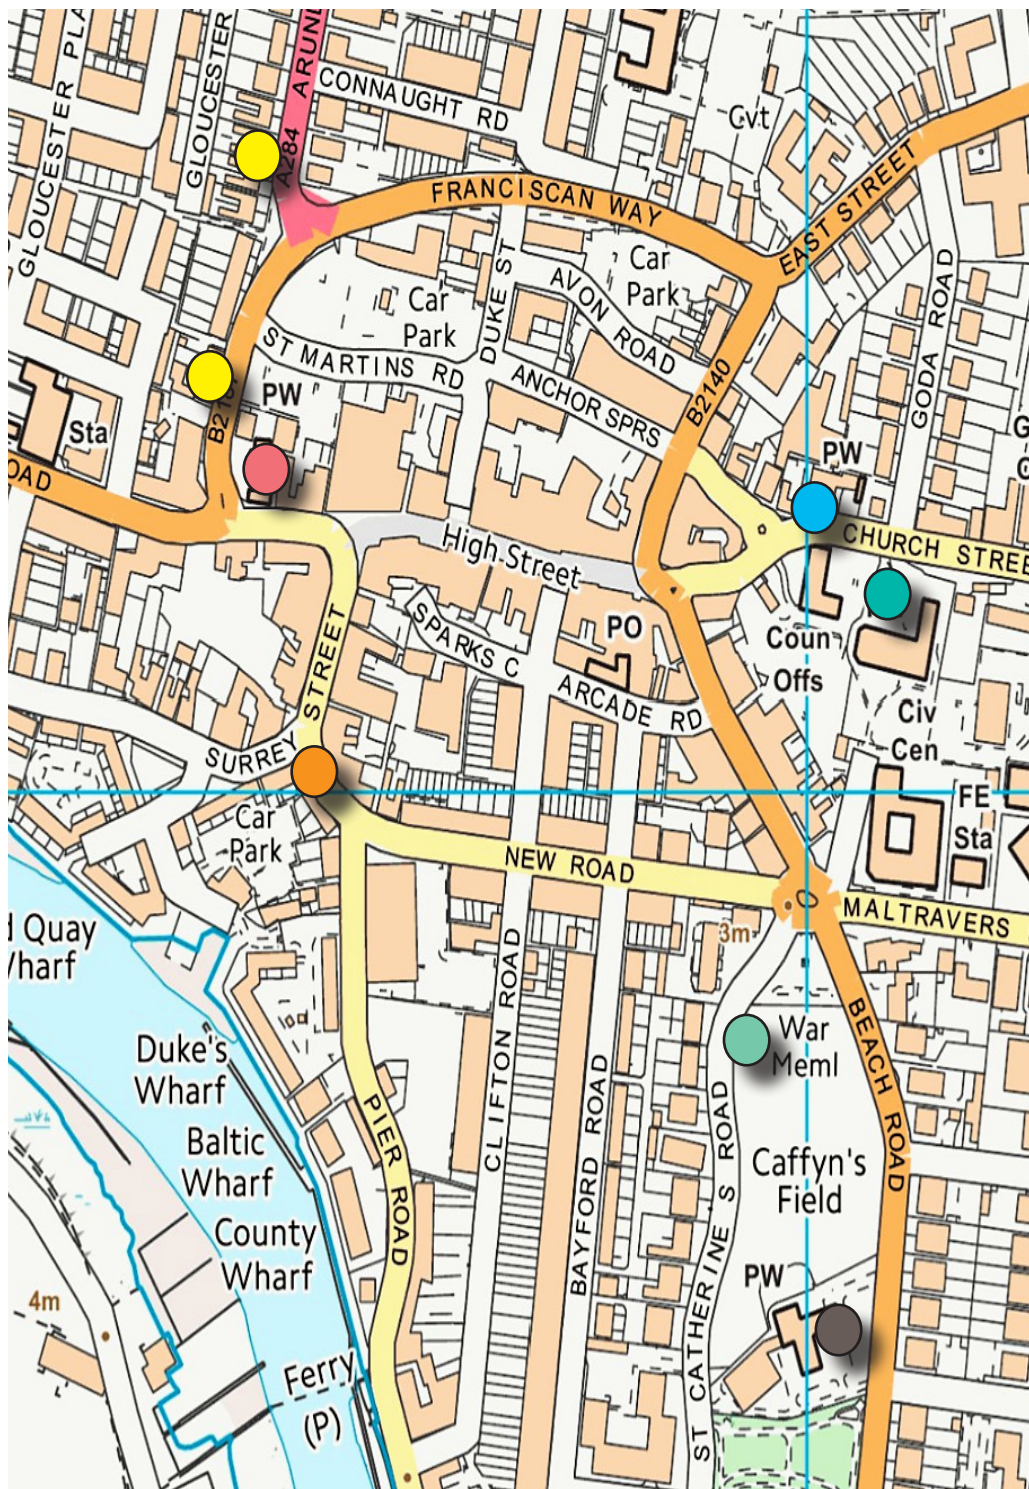 GLOUCESTER PLA
GLOUCESTER
A284 ARUN
CONNAUGHT RD
Cvt
FRANCISCAN WAY
EAST STREET
Car
Park
Car
Park
DUKE ST
AVON ROAD
GODA ROAD
ST MARTINS RD
ANCHOR SPRS
B2140
PW
Sta
OAD
PW
G
C
High Street
CHURCH STREE
SPARKS C
PO
ARCADE RD
Coun
Offs
Civ
Cen
SURREY STREET
Car
Park
FE
Sta
NEW ROAD
MALTRAVERS
d Quay
Wharf
3m
War
Meml
BEACH ROAD
Duke's
Wharf
CLIFTON ROAD
BAYFORD ROAD
PIER ROAD
Baltic
Wharf
Caffyn's
Field
ST CATHERINE'S ROAD
County
Wharf
PW
4m
Ferry
(P)